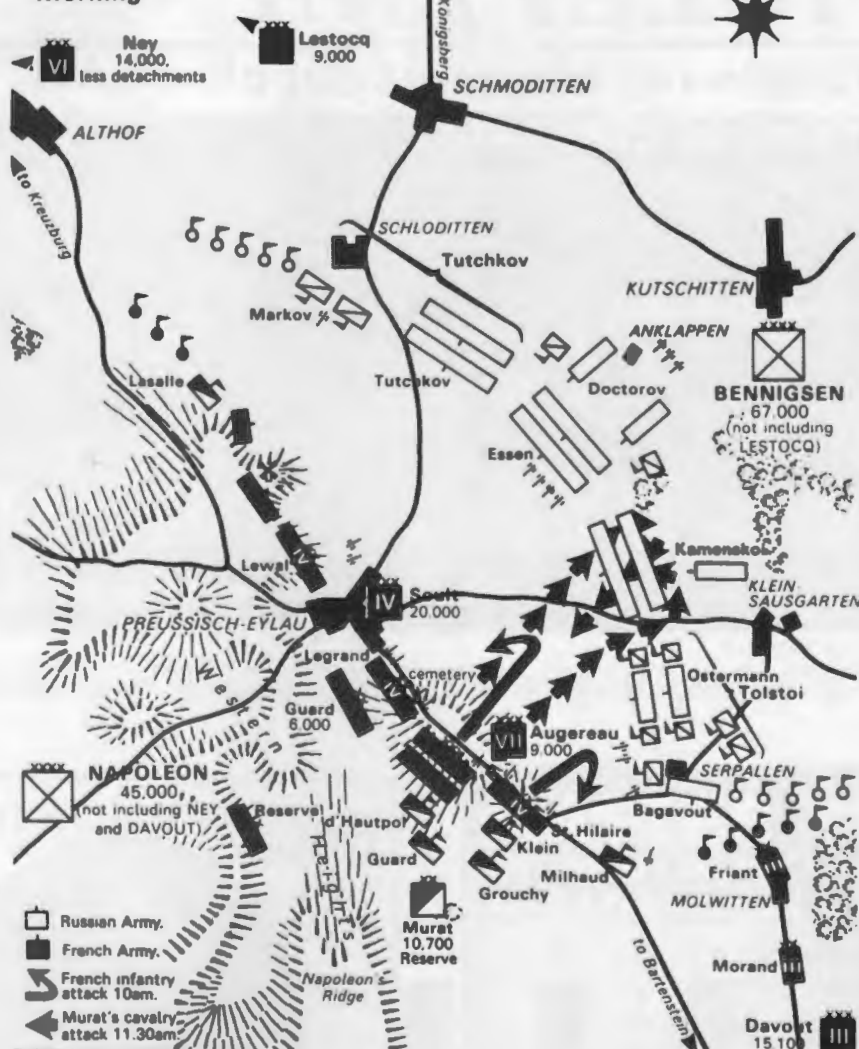 Ney
14,000,
less detachments
VI
Lestocq
9,000
Konigsberg
SCHMODITTEN
ALTHOF
to Kreuzburg
SCHLODITTEN
Tutchkov
KUTSCHITTEN
Markov
ANKLAPPEN
Lasalle
Tutchkov
Doctorov
BENNIGSEN
67,000
(not including
LESTOCQ)
Essen
Lewal
Kamenskoi
KLEIN-
SAUSGARTEN
IV
Soult
20,000
PREUSSISCH-EYLAU
Legrand
cemetery
Western
Guard
6,000
IV
Ostermann
Tolstoi
VII
Augereau
9,000
SERPALLEN
NAPOLEON
45,000
(not including NEY
and DAVOUT)
Reserve
d'Hautpol
Heights
Bagavout
St. Hilaire
Klein
Guard
Grouchy
Milhaud
Friant
MOLWITTEN
Murat
10,700
Reserve
Russian Army.
French Army.
French infantry
attack 10am.
Murat's cavalry
attack 11.30am.
Napoleon's
Ridge
to Bartenstein
Morand
III
Davout
15,100
III